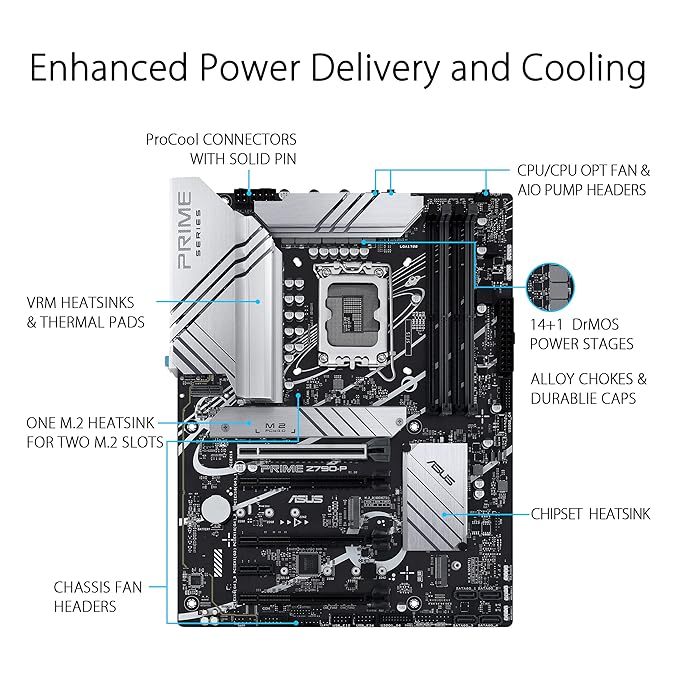 Enhanced Power Delivery and Cooling
ProCool CONNECTORS
WITH SOLID PIN
CPU/CPU OPT FAN &
AIO PUMP HEADERS
PRIME
SERIES
LGA1700
VRM HEATSINKS
& THERMAL PADS
14+1 DrMOS
POWER STAGES
ALLOY CHOKES &
DURABLIE CAPS
ONE M.2 HEATSINK
FOR TWO M.2 SLOTS
M.2
PRIME Z790-P
ASUS
ASUS
CHIPSET HEATSINK
CHASSIS FAN
HEADERS